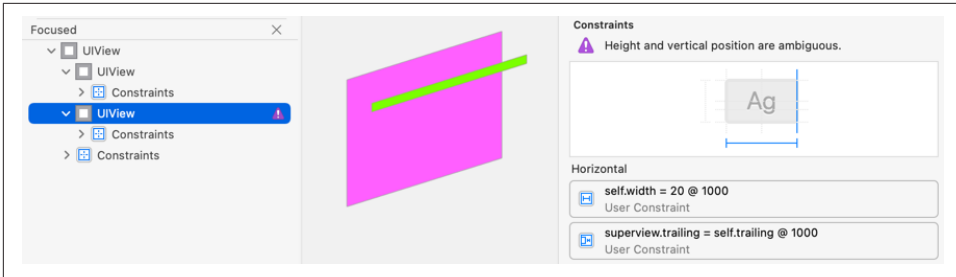 Focused
UIView
UIView
Constraints
UIView
Constraints
Constraints
Constraints
Height and vertical position are ambiguous.
Ag
Horizontal
self.width = 20 @ 1000
User Constraint
superview.trailing = self.trailing @ 1000
User Constraint